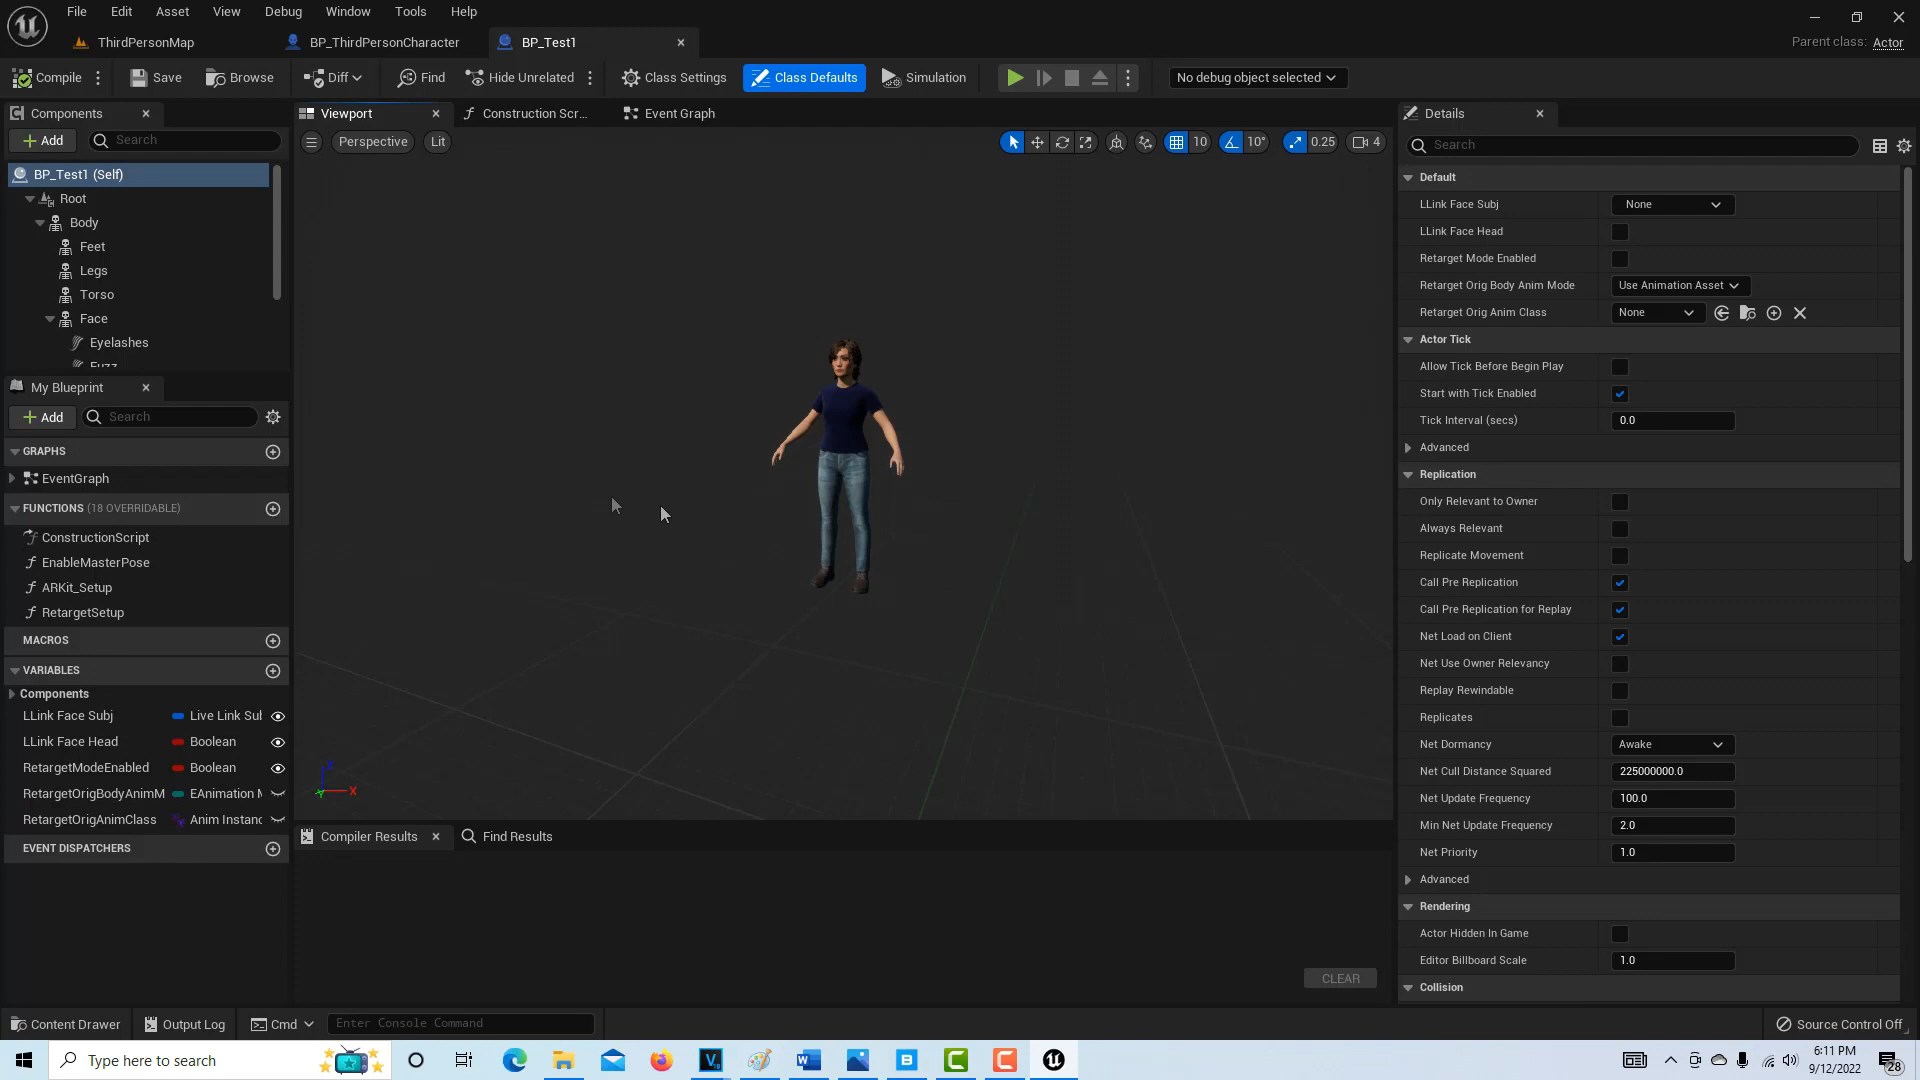 File Edit Asset View Debug Window Tools Help
ThirdPersonMap BP_ThirdPersonCharacter BP_Test1
Parent class: Actor
Compile Save Browse Diff Find Hide Unrelated Class Settings Class Defaults Simulation No debug object selected
Components
Add Search
BP_Test1 (Self)
Root
Body
Feet
Legs
Torso
Face
Eyelashes
Fuzz
My Blueprint
Add Search
GRAPHS
EventGraph
FUNCTIONS (18 OVERRIDABLE)
ConstructionScript
EnableMasterPose
ARKit_Setup
RetargetSetup
MACROS
VARIABLES
Components
LLink Face Subj Live Link Sul
LLink Face Head Boolean
RetargetModeEnabled Boolean
RetargetOrigBodyAnimM EAnimation M
RetargetOrigAnimClass Anim Instanc
EVENT DISPATCHERS
Viewport Construction Scr... Event Graph
Perspective Lit 10 10° 0.25 4
Z
X
Y
Compiler Results Find Results
CLEAR
Details
Search
Default
LLink Face Subj None
LLink Face Head
Retarget Mode Enabled
Retarget Orig Body Anim Mode Use Animation Asset
Retarget Orig Anim Class None
Actor Tick
Allow Tick Before Begin Play
Start with Tick Enabled
Tick Interval (secs) 0.0
Advanced
Replication
Only Relevant to Owner
Always Relevant
Replicate Movement
Call Pre Replication
Call Pre Replication for Replay
Net Load on Client
Net Use Owner Relevancy
Replay Rewindable
Replicates
Net Dormancy Awake
Net Cull Distance Squared 225000000.0
Net Update Frequency 100.0
Min Net Update Frequency 2.0
Net Priority 1.0
Advanced
Rendering
Actor Hidden In Game
Editor Billboard Scale 1.0
Collision
Content Drawer Output Log Cmd Enter Console Command Source Control Off
Type here to search
6:11 PM
9/12/2022
28